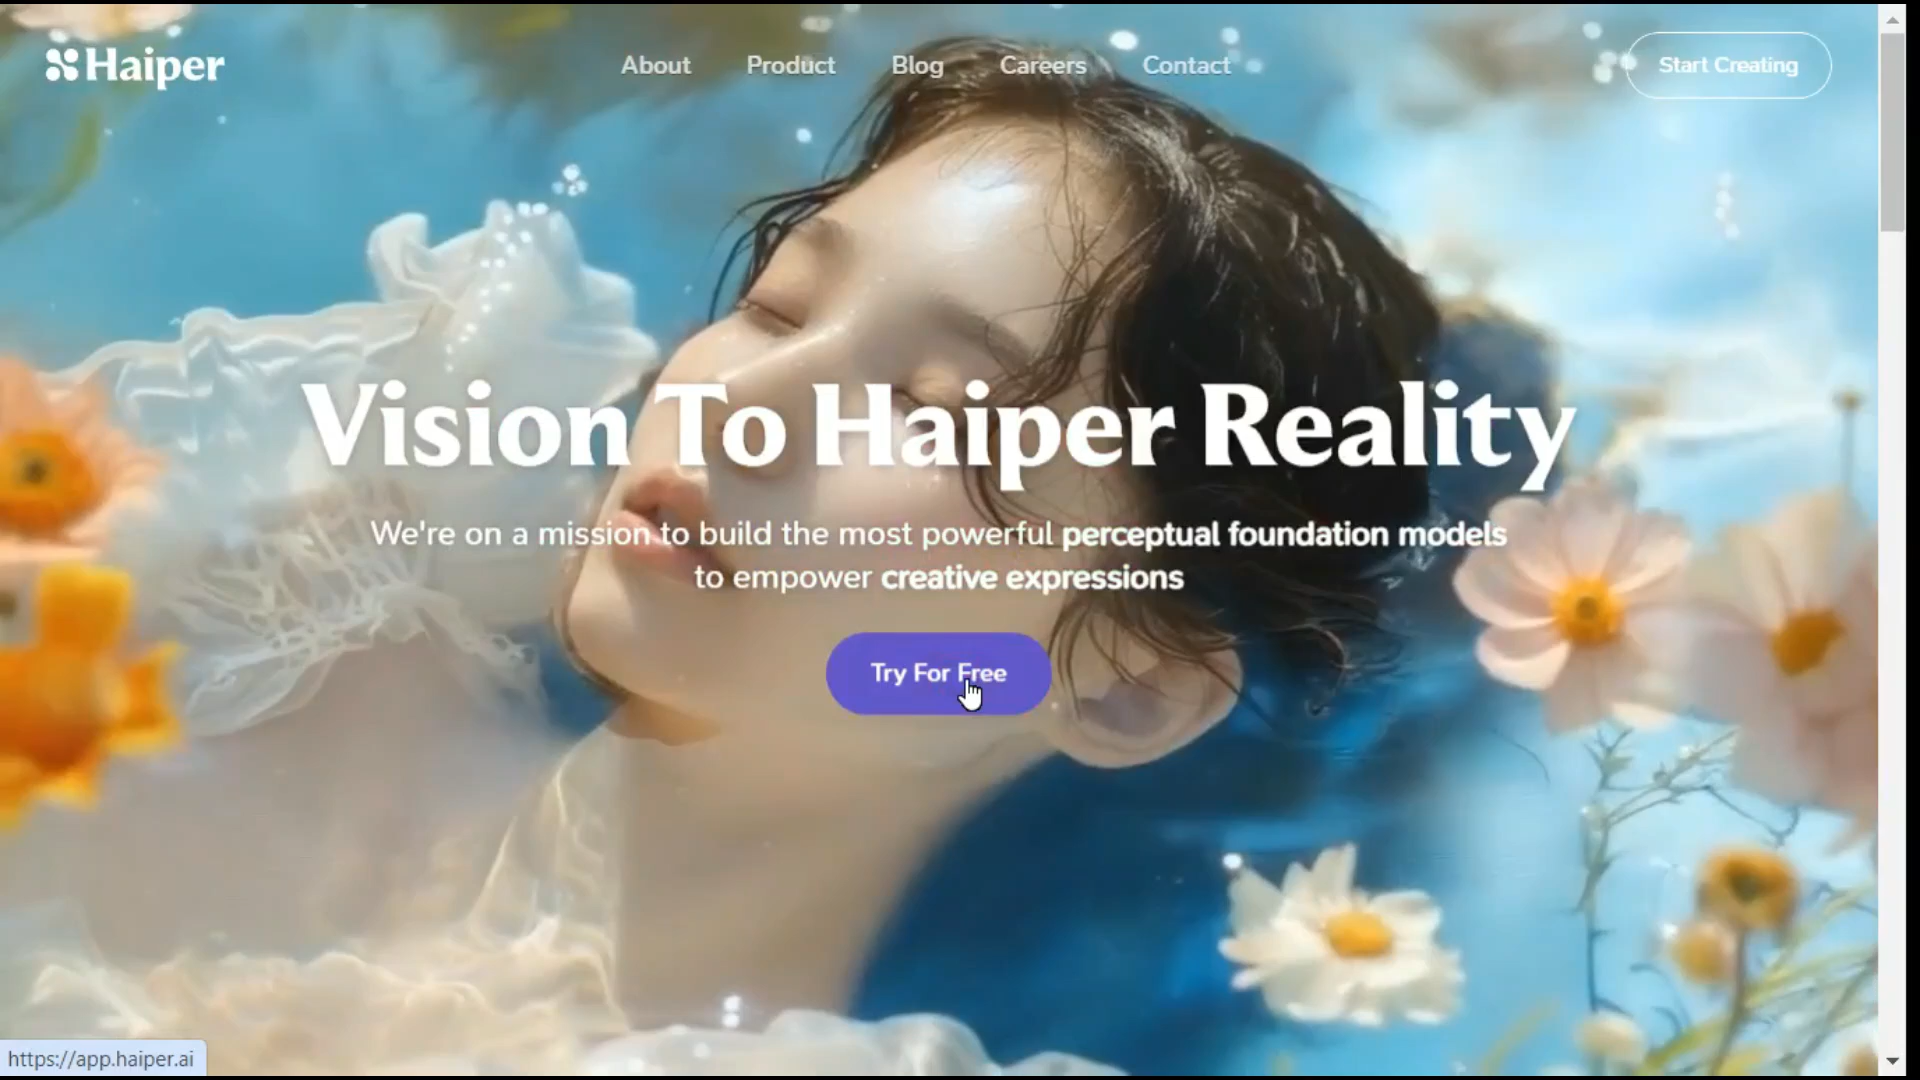 Haiper
About
Product
Blog
Careers
Contact
Start Creating
Vision To Haiper Reality
We're on a mission to build the most powerful perceptual foundation models
to empower creative expressions
Try For Free
https://app.haiper.ai